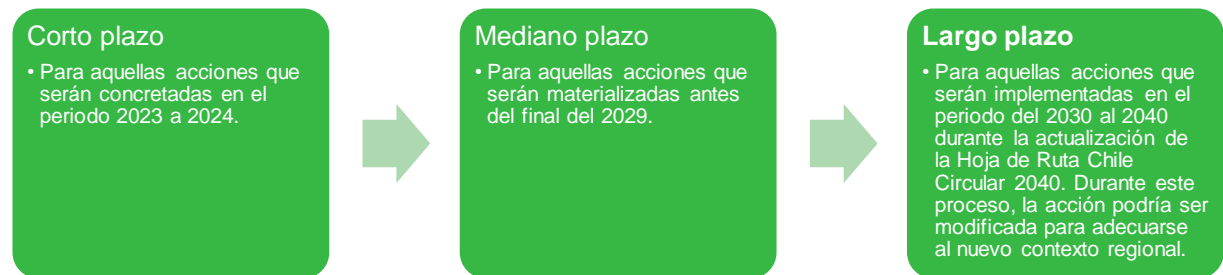 Corto plazo
• Para aquellas acciones que
serán concretadas en el
periodo 2023 a 2024.
Mediano plazo
• Para aquellas acciones que
serán materializadas antes
del final del 2029.
Largo plazo
• Para aquellas acciones que
serán implementadas en el
periodo del 2030 al 2040
durante la actualización de
la Hoja de Ruta Chile
Circular 2040. Durante este
proceso, la acción podría ser
modificada para adecuarse
al nuevo contexto regional.